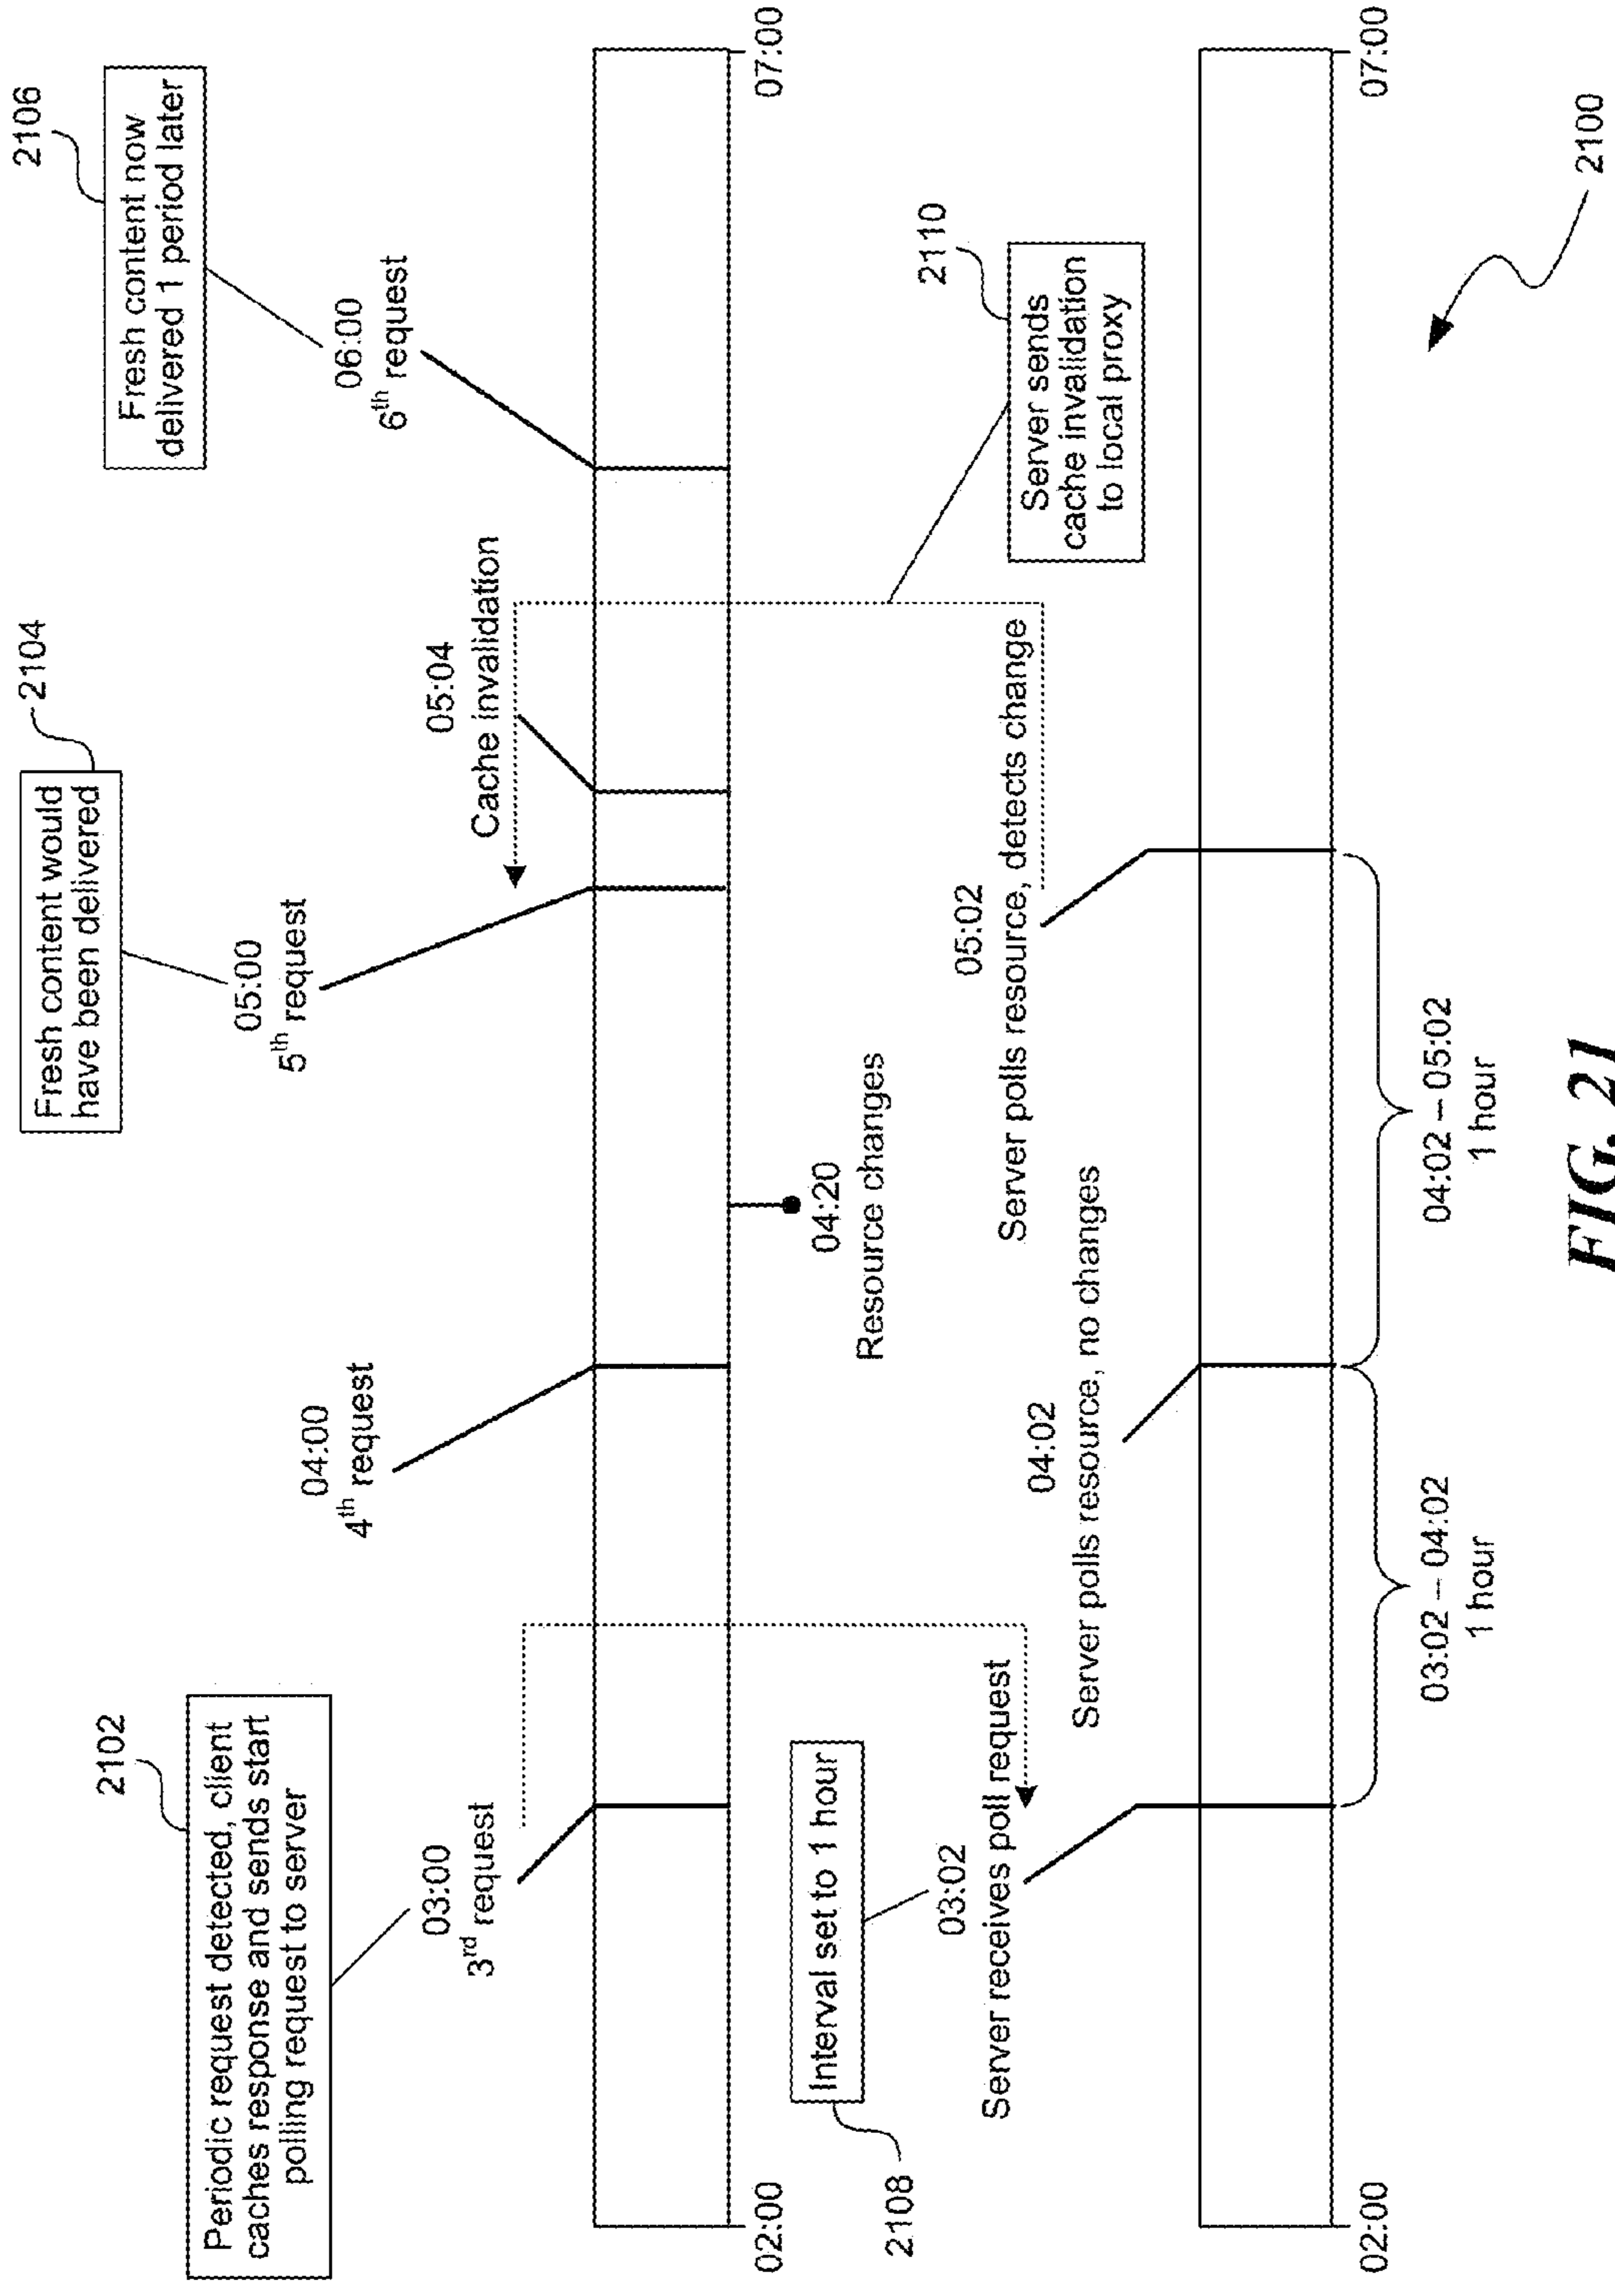 2102
Periodic request detected, client
caches response and sends start
polling request to server
2104
Fresh content would
have been delivered
2106
Fresh content now
delivered 1 period later
03:00
3rd request
04:00
4th request
05:00
5th request
05:04
Cache invalidation
06:00
6th request
02:00
07:00
04:20
Resource changes
2108
Interval set to 1 hour
03:02
Server receives poll request
04:02
Server polls resource, no changes
05:02
Server polls resource, detects change
2110
Server sends
cache invalidation
to local proxy
02:00
07:00
03:02 – 04:02
1 hour
04:02 – 05:02
1 hour
2100
FIG. 21